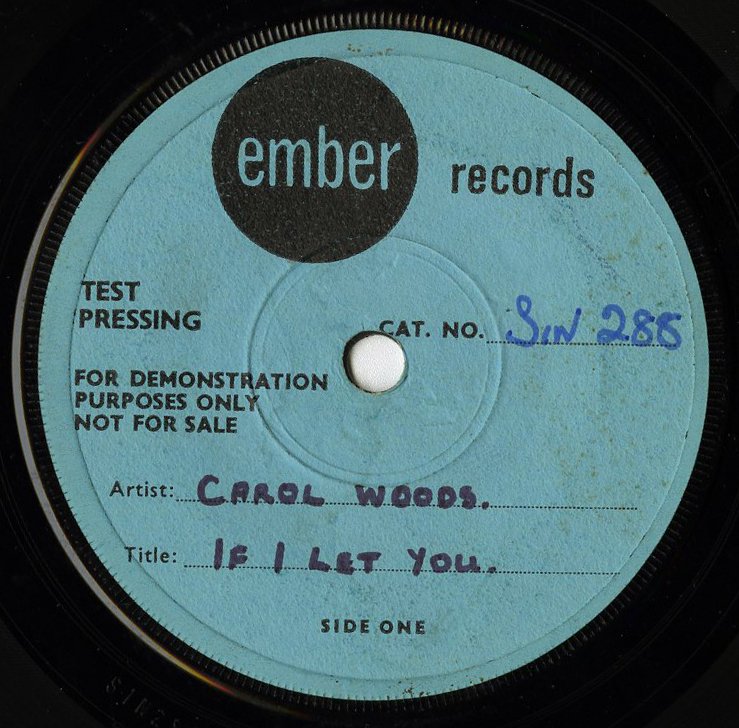 ember
records
TEST
PRESSING
CAT. NO. SIN 288
FOR DEMONSTRATION
PURPOSES ONLY
NOT FOR SALE
Artist: CAROL WOODS.
Title: IF I LET YOU.
SIDE ONE